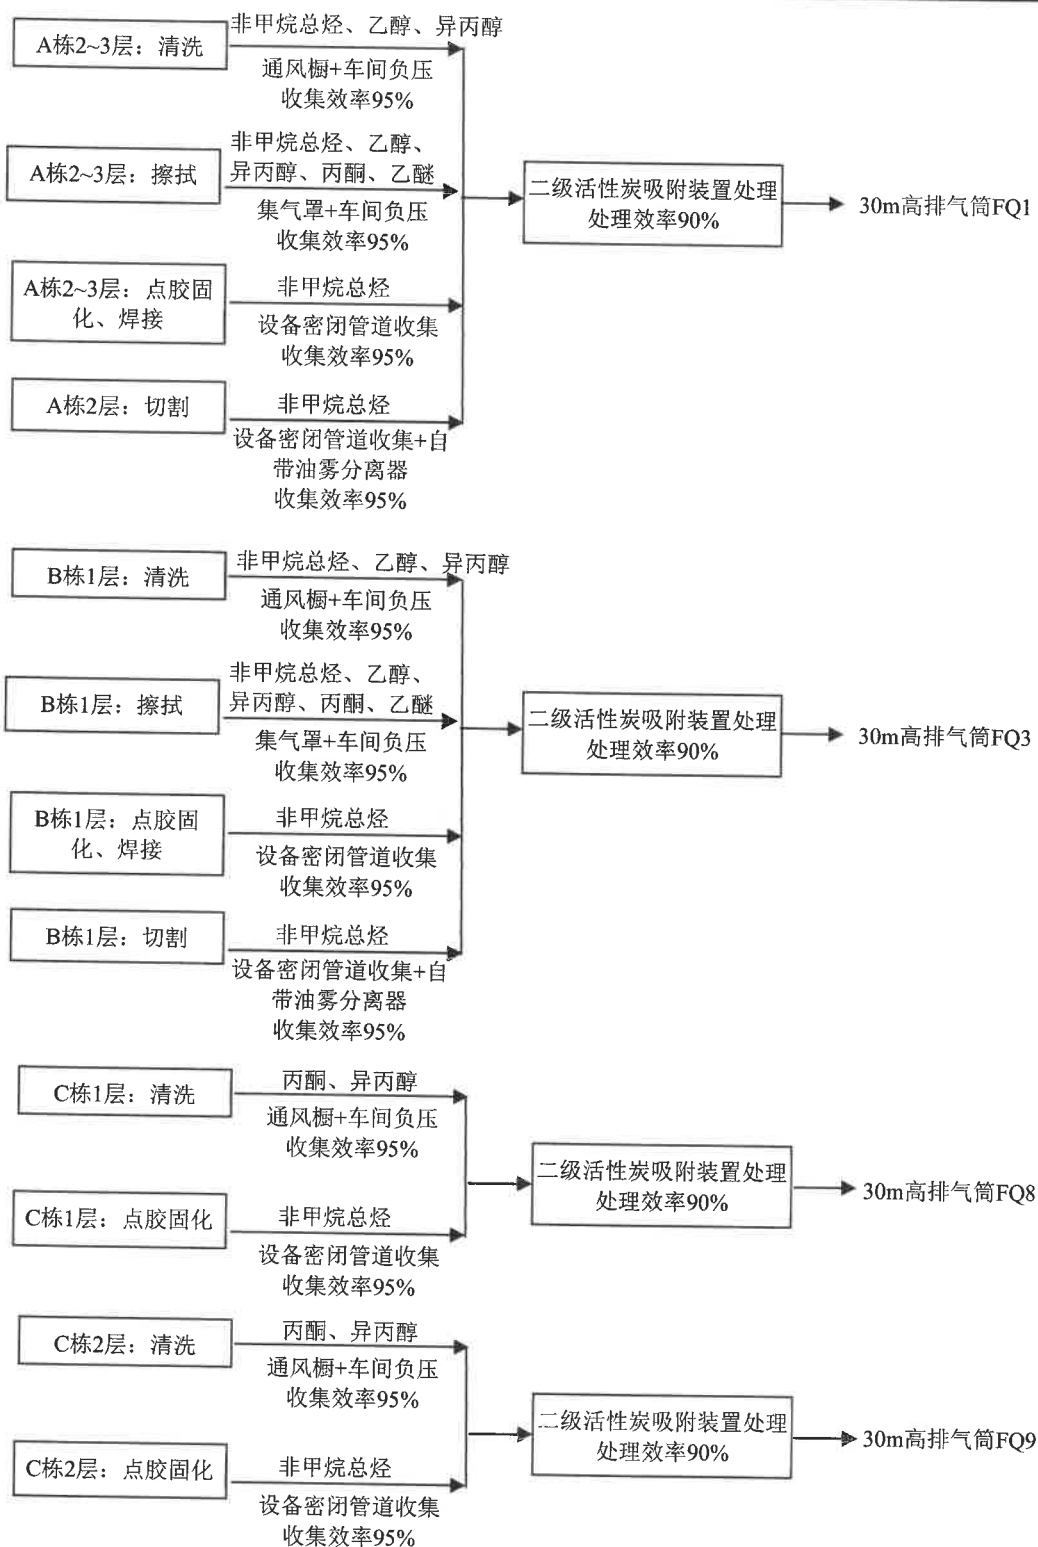 非甲烷总烃、乙醇、异丙醇
A栋2~3层：清洗
通风橱+车间负压
收集效率95%
非甲烷总烃、乙醇、
异丙醇、丙酮、乙醚
A栋2~3层：擦拭
集气罩+车间负压
收集效率95%
二级活性炭吸附装置处理
处理效率90%
30m高排气筒FQ1
A栋2~3层：点胶固
化、焊接
非甲烷总烃
设备密闭管道收集
收集效率95%
A栋2层：切割
非甲烷总烃
设备密闭管道收集+自
带油雾分离器
收集效率95%
非甲烷总烃、乙醇、异丙醇
B栋1层：清洗
通风橱+车间负压
收集效率95%
非甲烷总烃、乙醇、
异丙醇、丙酮、乙醚
B栋1层：擦拭
集气罩+车间负压
收集效率95%
二级活性炭吸附装置处理
处理效率90%
30m高排气筒FQ3
B栋1层：点胶固
化、焊接
非甲烷总烃
设备密闭管道收集
收集效率95%
B栋1层：切割
非甲烷总烃
设备密闭管道收集+自
带油雾分离器
收集效率95%
C栋1层：清洗
丙酮、异丙醇
通风橱+车间负压
收集效率95%
二级活性炭吸附装置处理
处理效率90%
30m高排气筒FQ8
C栋1层：点胶固化
非甲烷总烃
设备密闭管道收集
收集效率95%
C栋2层：清洗
丙酮、异丙醇
通风橱+车间负压
收集效率95%
二级活性炭吸附装置处理
处理效率90%
30m高排气筒FQ9
C栋2层：点胶固化
非甲烷总烃
设备密闭管道收集
收集效率95%